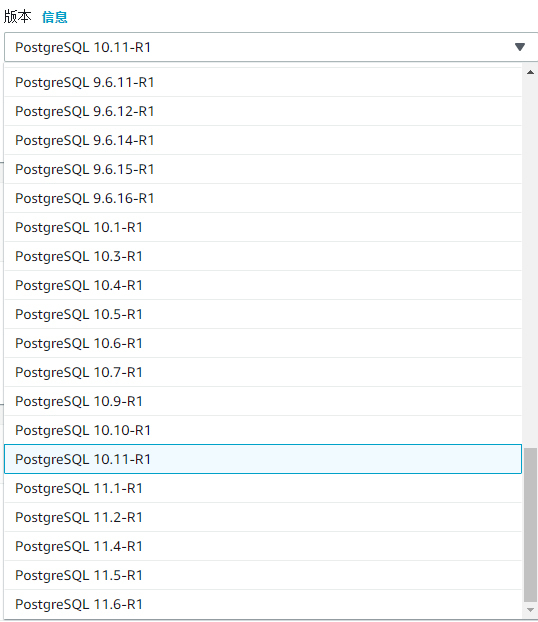 版本 信息
PostgreSQL 10.11-R1
PostgreSQL 9.6.11-R1
PostgreSQL 9.6.12-R1
PostgreSQL 9.6.14-R1
PostgreSQL 9.6.15-R1
PostgreSQL 9.6.16-R1
PostgreSQL 10.1-R1
PostgreSQL 10.3-R1
PostgreSQL 10.4-R1
PostgreSQL 10.5-R1
PostgreSQL 10.6-R1
PostgreSQL 10.7-R1
PostgreSQL 10.9-R1
PostgreSQL 10.10-R1
PostgreSQL 10.11-R1
PostgreSQL 11.1-R1
PostgreSQL 11.2-R1
PostgreSQL 11.4-R1
PostgreSQL 11.5-R1
PostgreSQL 11.6-R1